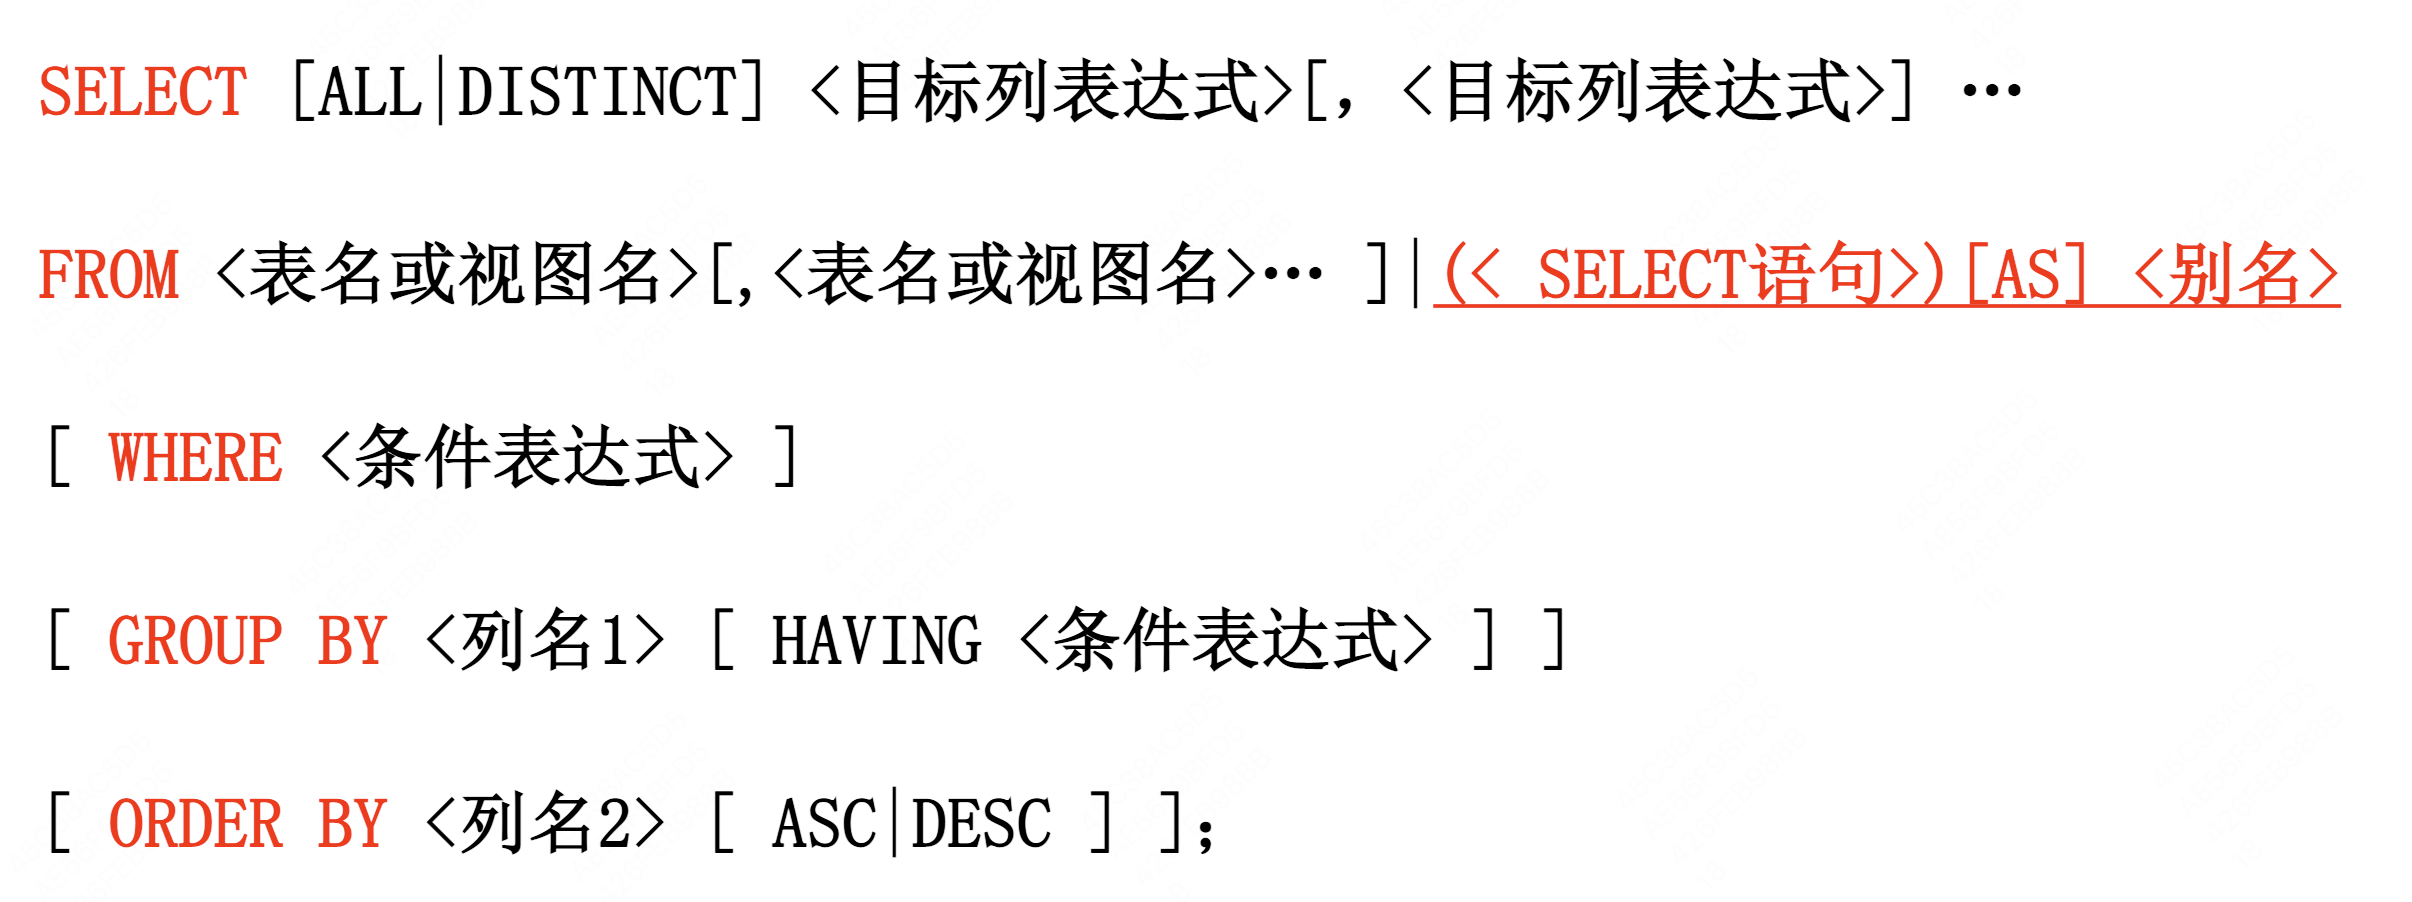 SELECT [ALL|DISTINCT] <目标列表达式>[，<目标列表达式>] …
FROM <表名或视图名>[,<表名或视图名>… ]|(< SELECT语句>)[AS] <别名>
[ WHERE <条件表达式> ]
[ GROUP BY <列名1> [ HAVING <条件表达式> ] ]
[ ORDER BY <列名2> [ ASC|DESC ] ]；